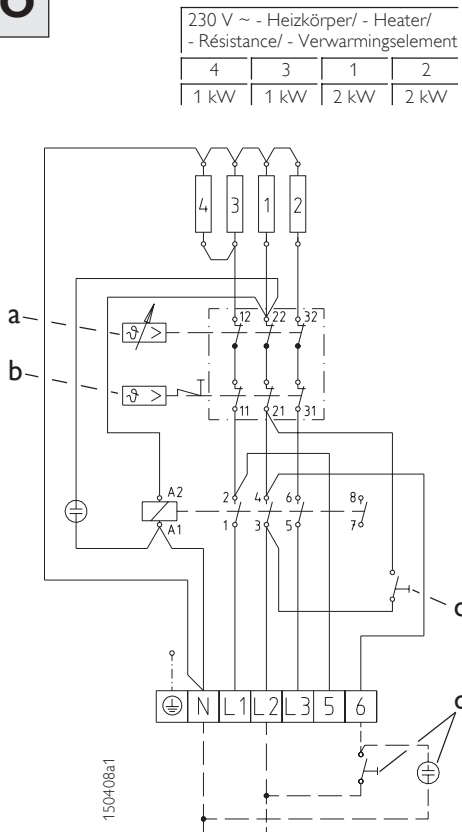 230 V ~ - Heizkörper/ - Heater/
- Résistance/ - Verwarmingselement
4 3 1 2
1 kW 1 kW 2 kW 2 kW
4 3 1 2
a
12 22 32
b
11 21 31
A2
2 4 6 8
A1
1 3 5 7
N L1 L2 L3 5 6
150408a1